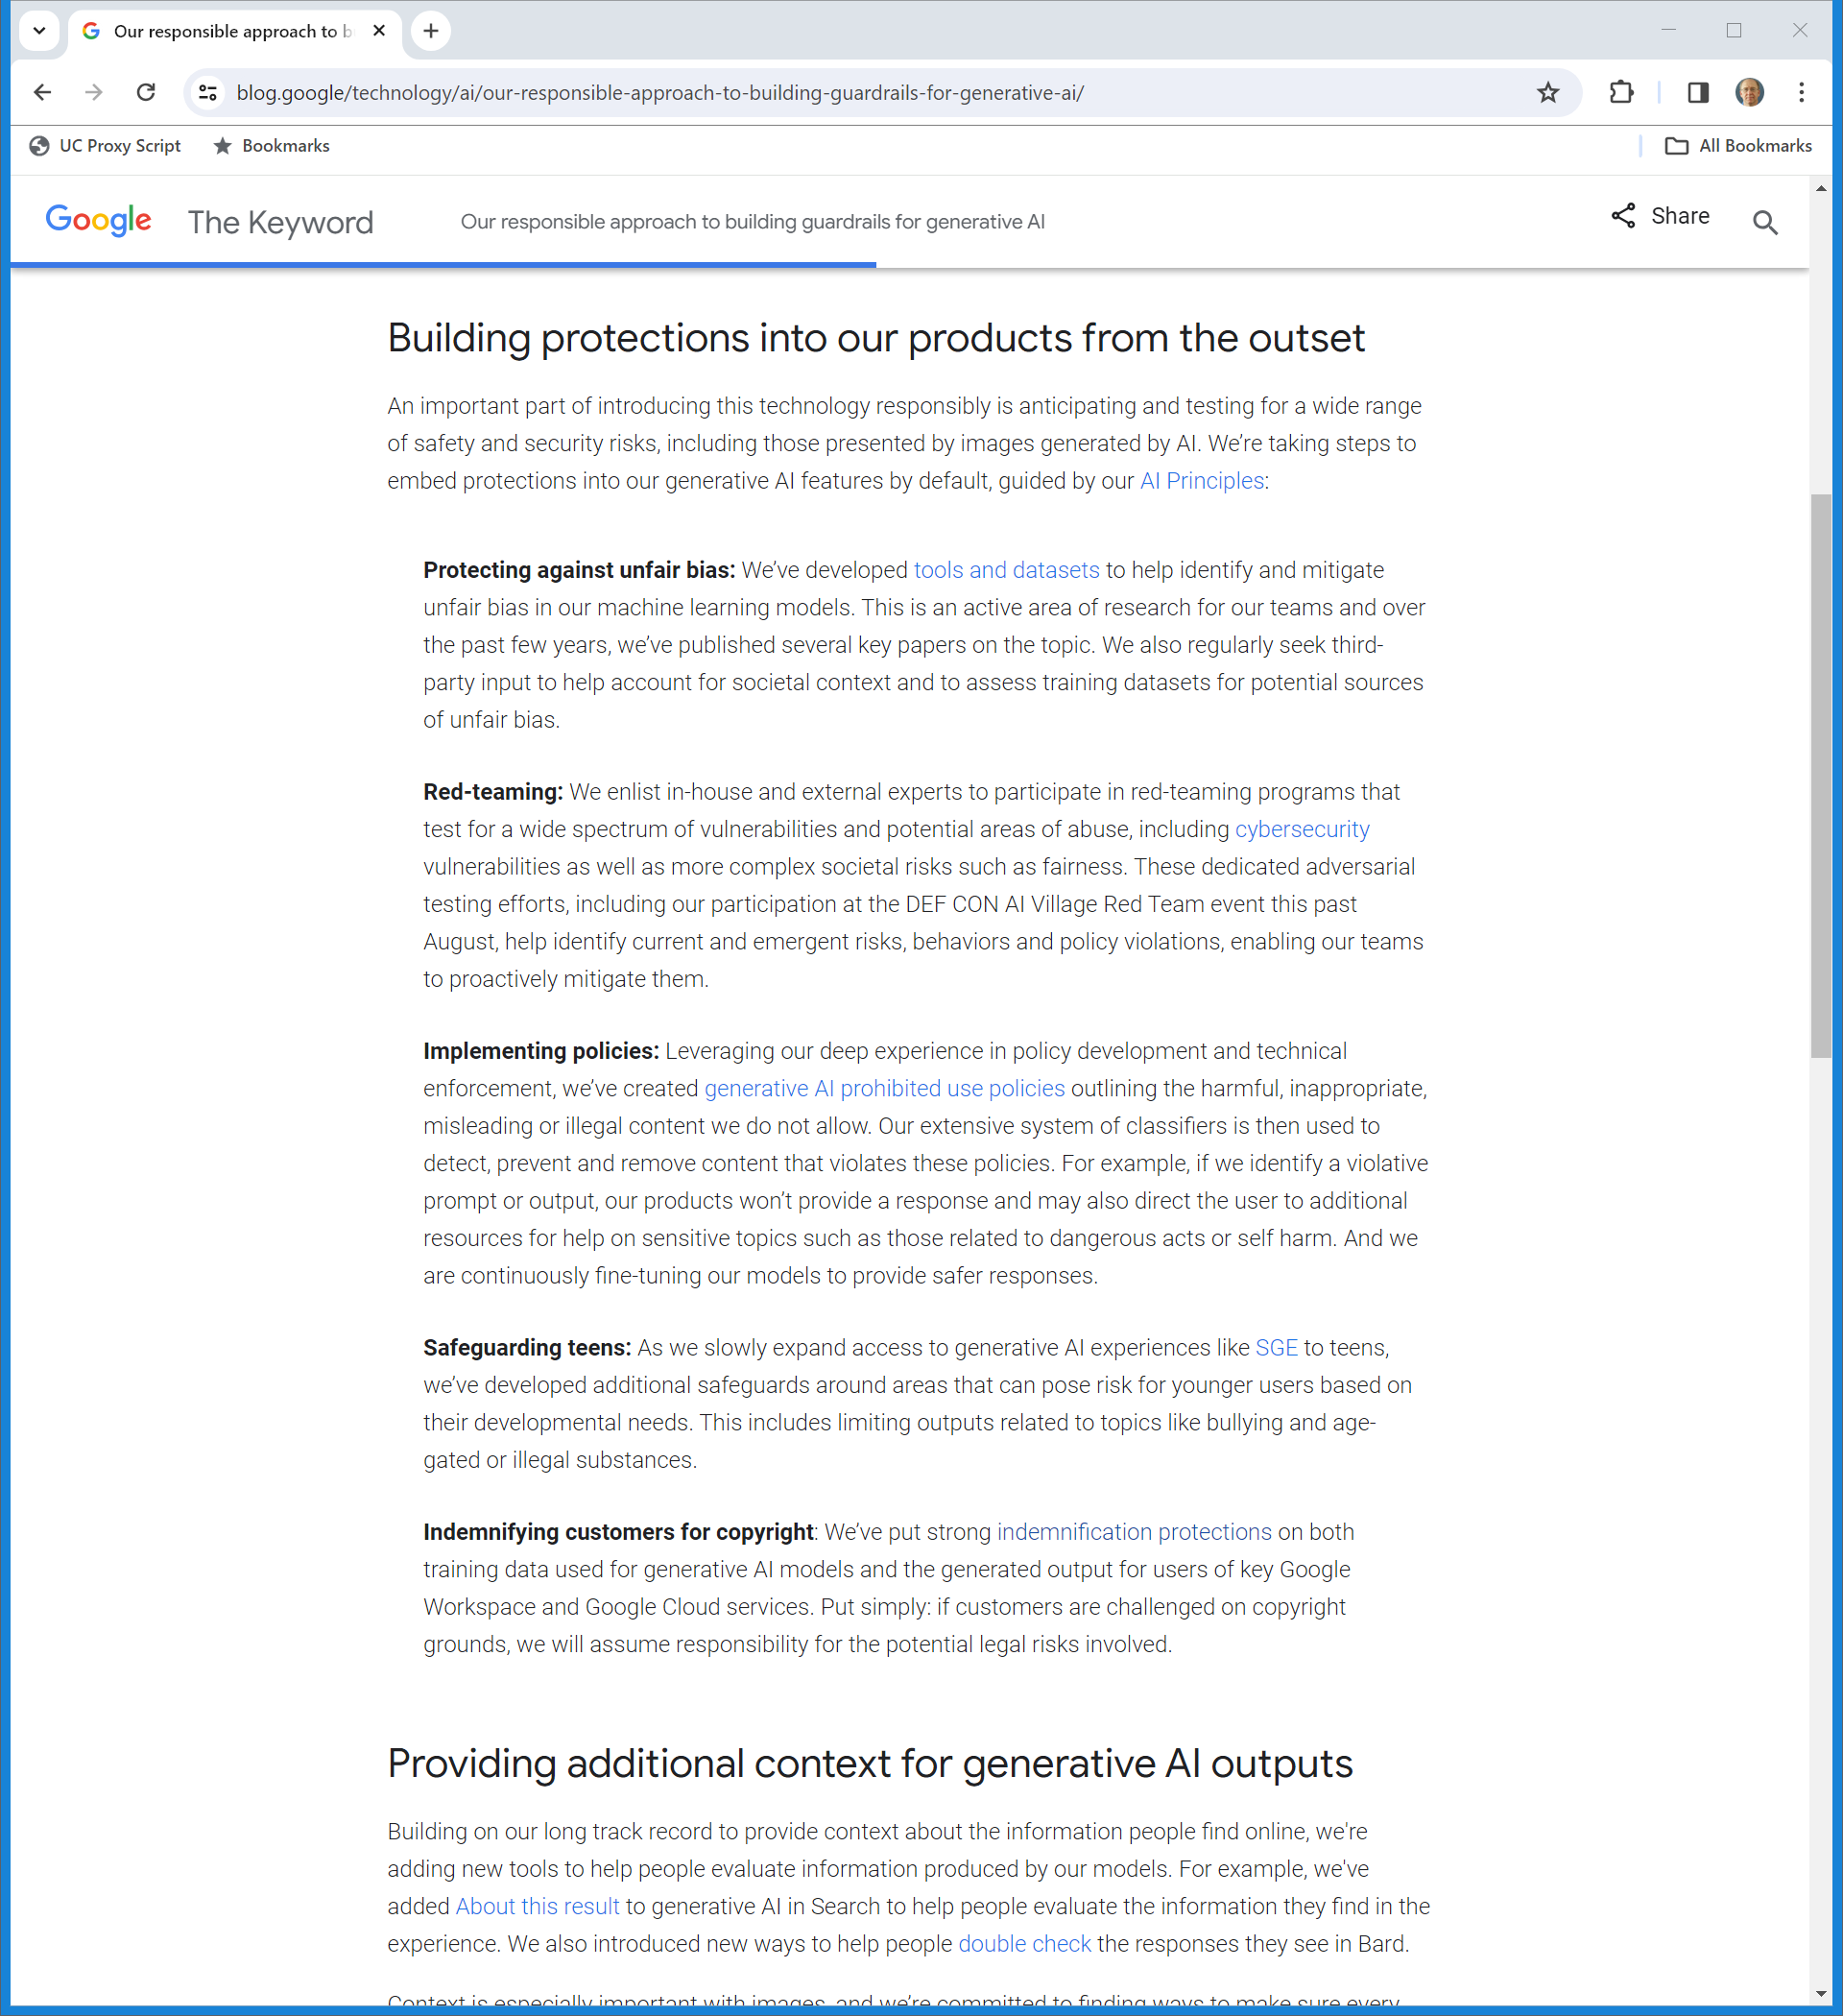 Our responsible approach to b
blog.google/technology/ai/our-responsible-approach-to-building-guardrails-for-generative-ai/
UC Proxy Script
Bookmarks
All Bookmarks
Google
The Keyword
Our responsible approach to building guardrails for generative AI
Share
Building protections into our products from the outset
An important part of introducing this technology responsibly is anticipating and testing for a wide range
of safety and security risks, including those presented by images generated by AI. We’re taking steps to
embed protections into our generative AI features by default, guided by our AI Principles:
Protecting against unfair bias: We’ve developed tools and datasets to help identify and mitigate
unfair bias in our machine learning models. This is an active area of research for our teams and over
the past few years, we’ve published several key papers on the topic. We also regularly seek third-
party input to help account for societal context and to assess training datasets for potential sources
of unfair bias.
Red-teaming: We enlist in-house and external experts to participate in red-teaming programs that
test for a wide spectrum of vulnerabilities and potential areas of abuse, including cybersecurity
vulnerabilities as well as more complex societal risks such as fairness. These dedicated adversarial
testing efforts, including our participation at the DEF CON AI Village Red Team event this past
August, help identify current and emergent risks, behaviors and policy violations, enabling our teams
to proactively mitigate them.
Implementing policies: Leveraging our deep experience in policy development and technical
enforcement, we’ve created generative AI prohibited use policies outlining the harmful, inappropriate,
misleading or illegal content we do not allow. Our extensive system of classifiers is then used to
detect, prevent and remove content that violates these policies. For example, if we identify a violative
prompt or output, our products won’t provide a response and may also direct the user to additional
resources for help on sensitive topics such as those related to dangerous acts or self harm. And we
are continuously fine-tuning our models to provide safer responses.
Safeguarding teens: As we slowly expand access to generative AI experiences like SGE to teens,
we’ve developed additional safeguards around areas that can pose risk for younger users based on
their developmental needs. This includes limiting outputs related to topics like bullying and age-
gated or illegal substances.
Indemnifying customers for copyright: We’ve put strong indemnification protections on both
training data used for generative AI models and the generated output for users of key Google
Workspace and Google Cloud services. Put simply: if customers are challenged on copyright
grounds, we will assume responsibility for the potential legal risks involved.
Providing additional context for generative AI outputs
Building on our long track record to provide context about the information people find online, we're
adding new tools to help people evaluate information produced by our models. For example, we've
added About this result to generative AI in Search to help people evaluate the information they find in the
experience. We also introduced new ways to help people double check the responses they see in Bard.
Context is especially important with images, and we’re committed to finding ways to make sure every